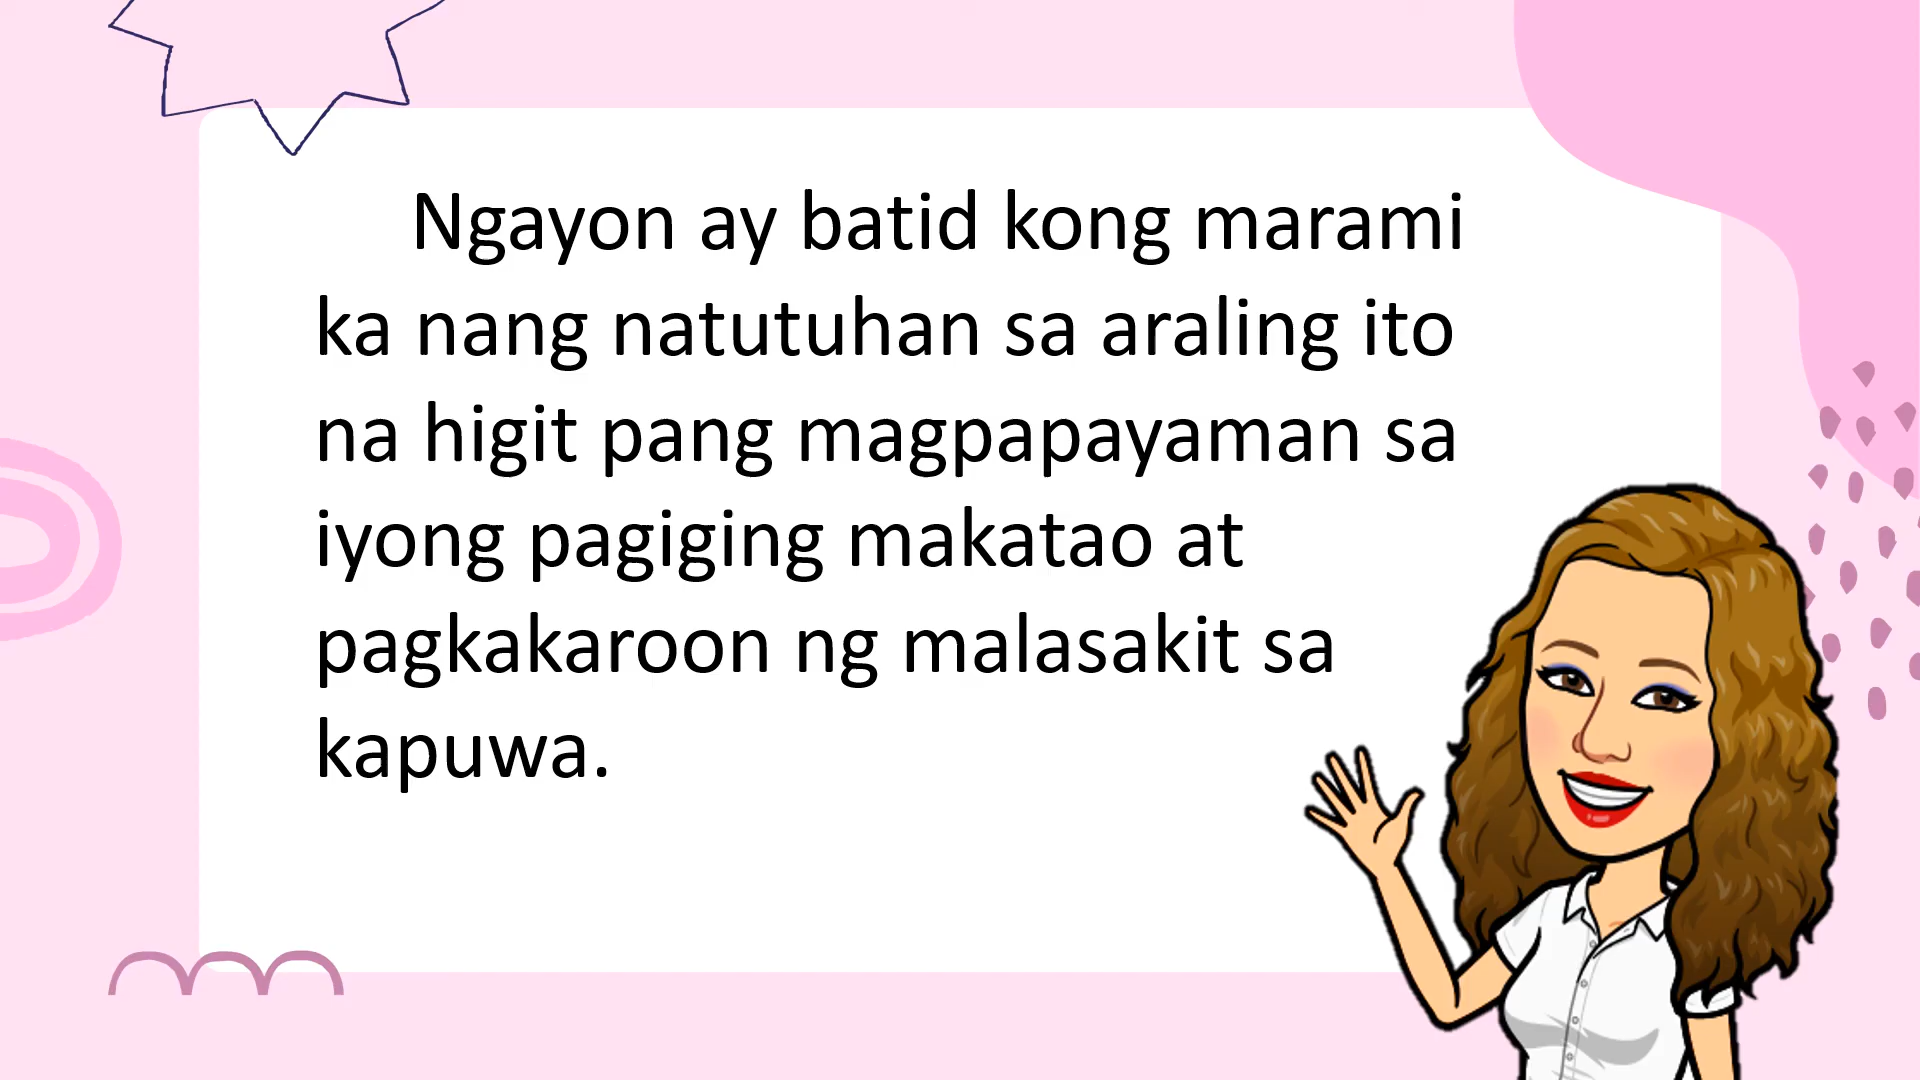 Ngayon ay batid kong marami
ka nang natutuhan sa araling ito
na higit pang magpapayaman sa
iyong pagiging makatao at
pagkakaroon ng malasakit sa
kapuwa.